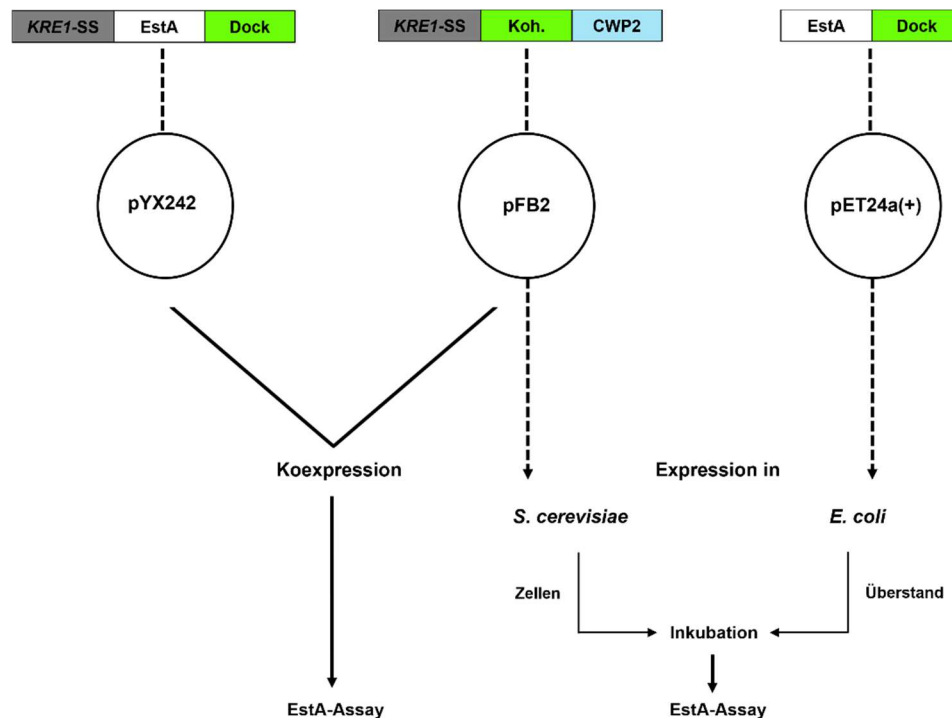 KRE1-SS EstA Dock
KRE1-SS Koh. CWP2
EstA Dock
pYX242
pFB2
pET24a(+)
Koexpression
Expression in
S. cerevisiae
E. coli
Zellen
Überstand
Inkubation
EstA-Assay
EstA-Assay